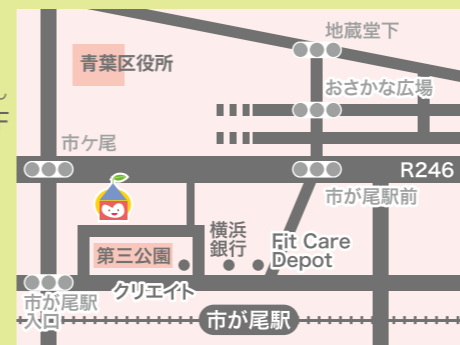 地蔵堂下
青葉区役所
おさかな広場
市ケ尾
R246
市が尾駅前
横浜
銀行
Fit Care
Depot
第三公園
クリエイト
市が尾駅
入口
市が尾駅